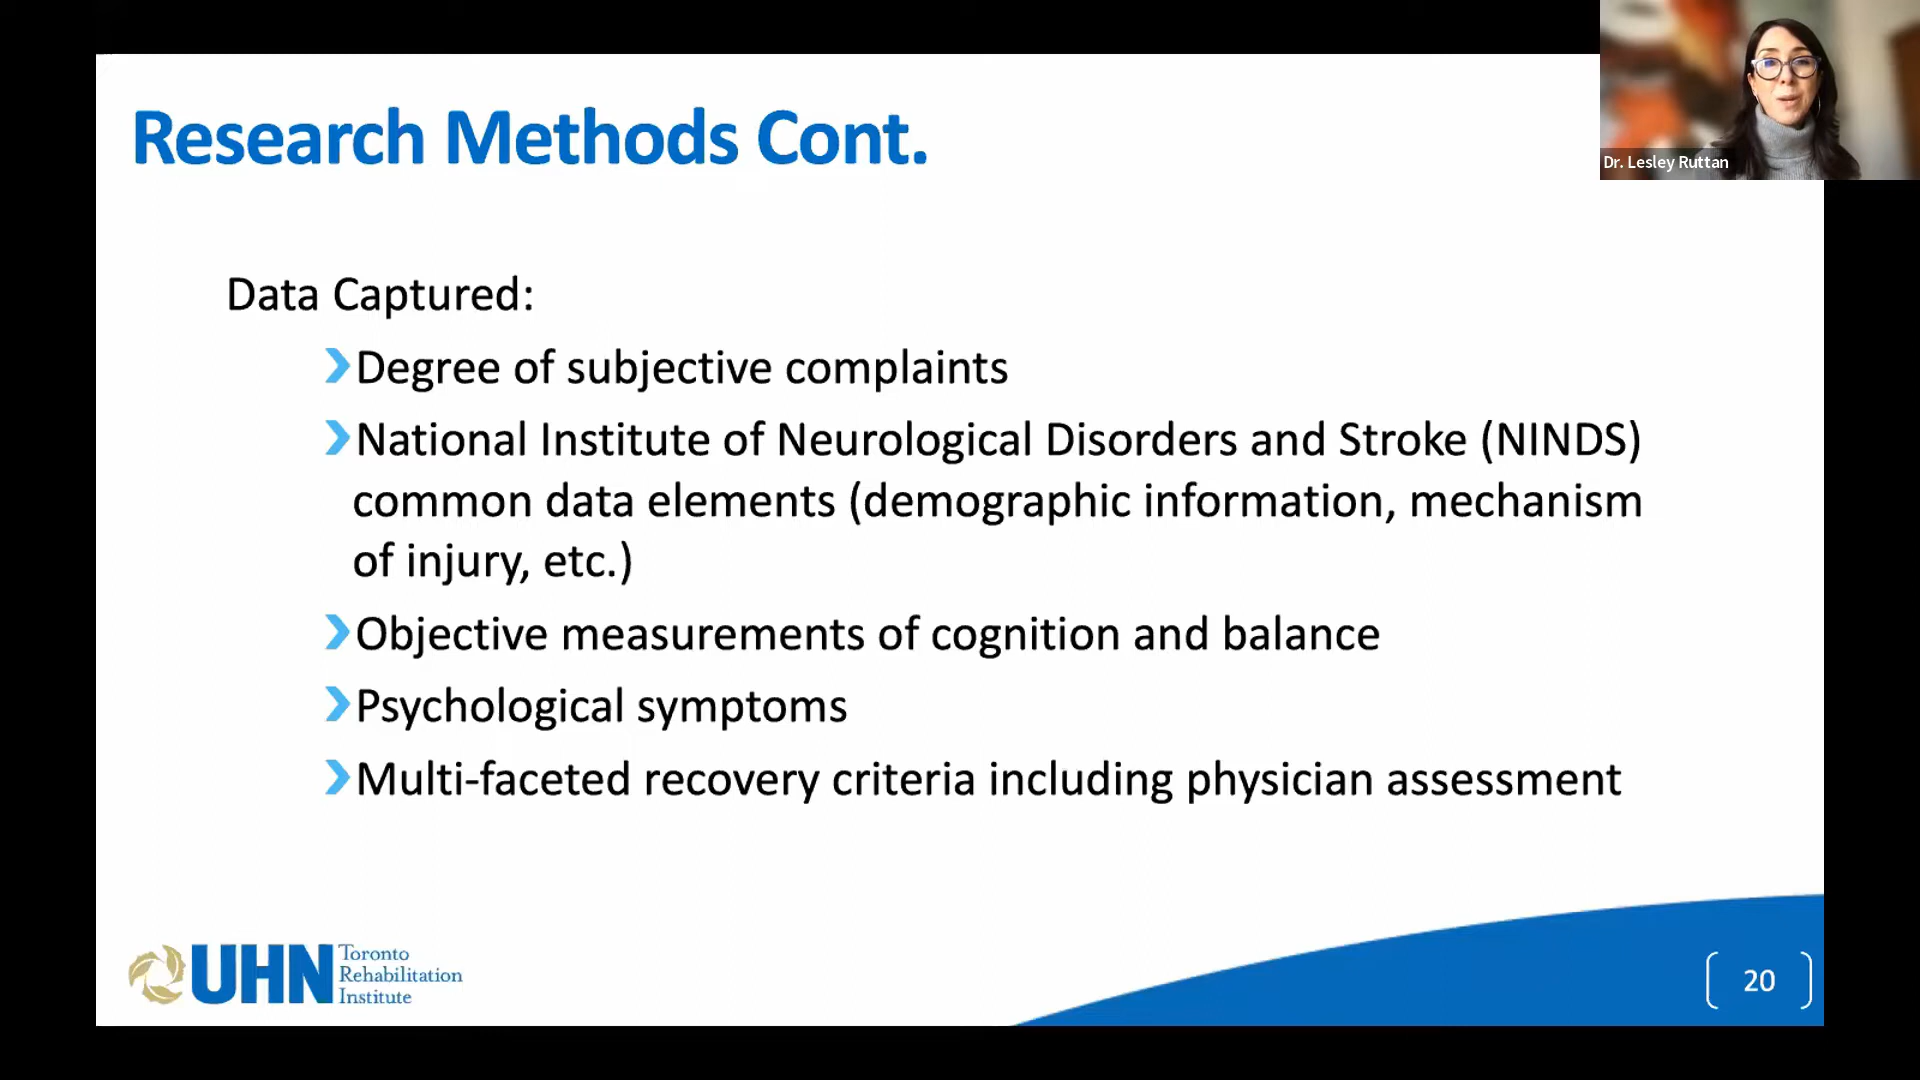 Research Methods Cont.
Dr. Lesley Ruttan
Data Captured:
Degree of subjective complaints
National Institute of Neurological Disorders and Stroke (NINDS)
common data elements (demographic information, mechanism
of injury, etc.)
Objective measurements of cognition and balance
Psychological symptoms
Multi-faceted recovery criteria including physician assessment
UHN
Toronto
Rehabilitation
Institute
20